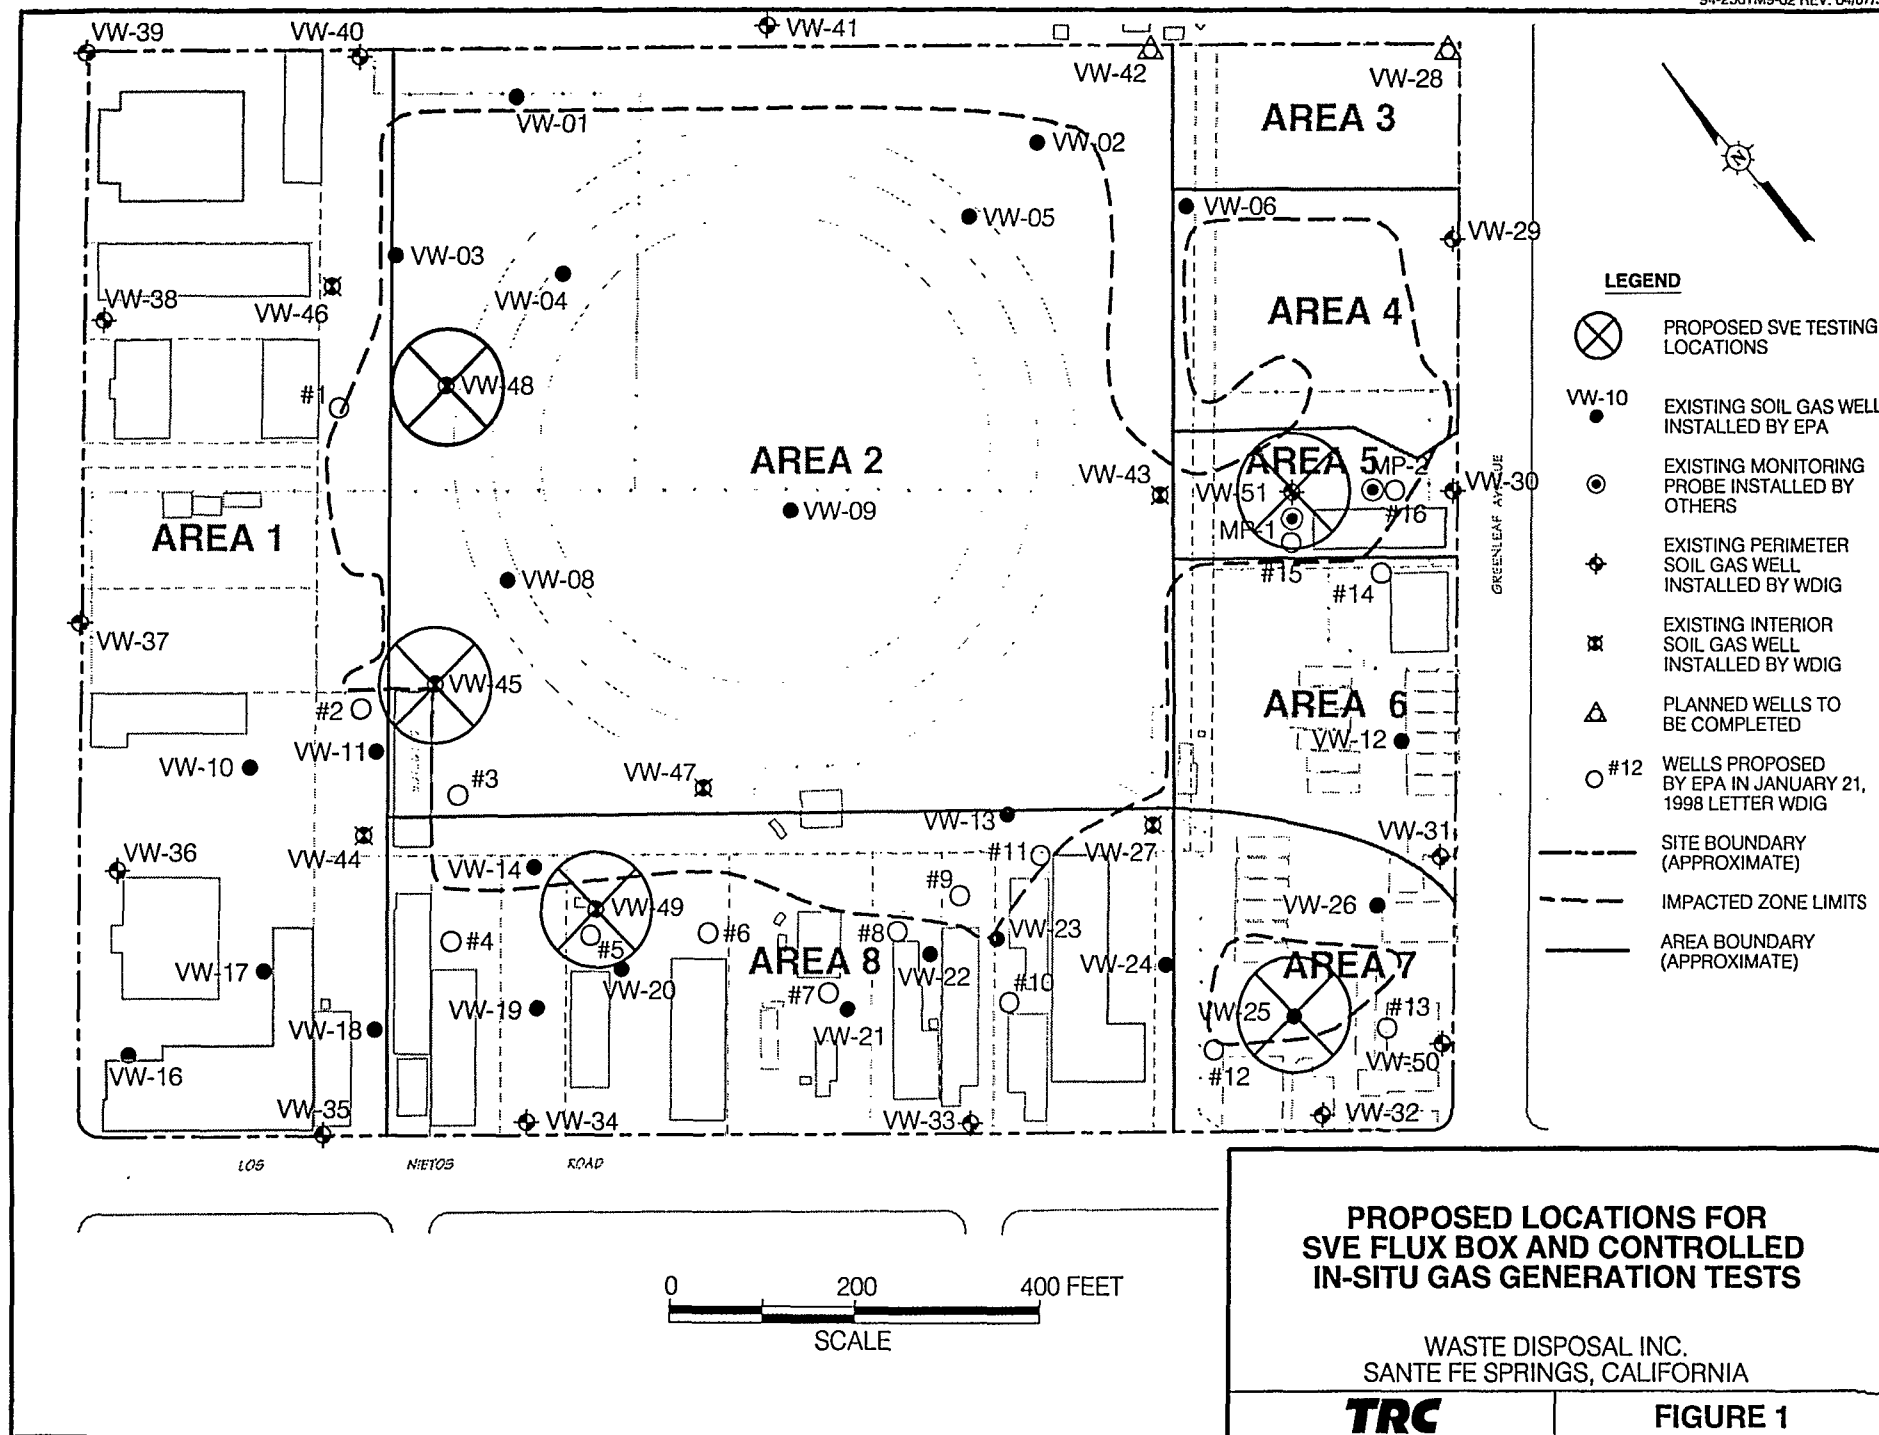 VW-39
VW-40
VW-41
VW-42
VW-28
AREA 3
VW-01
VW-02
VW-05
VW-06
VW-29
VW-03
VW-04
VW-38
VW-46
AREA 4
#1
VW-48
AREA 2
VW-43
AREA 5
MP-2
VW-51
VW-30
#16
MP-1
GREENLEAF AVENUE
VW-09
AREA 1
VW-08
#15
#14
VW-37
VW-45
#2
AREA 6
VW-11
VW-12
VW-10
#3
VW-47
VW-13
VW-31
VW-44
VW-36
VW-14
#11
VW-27
#9
VW-49
VW-26
#4
#5
#6
#8
VW-23
AREA 8
VW-22
VW-24
AREA 7
VW-17
VW-20
#7
#10
VW-25
#13
VW-19
VW-18
VW-21
VW-50
VW-16
#12
VW-35
VW-34
VW-33
VW-32
LOS NIETOS ROAD
N
LEGEND
PROPOSED SVE TESTING
LOCATIONS
VW-10
EXISTING SOIL GAS WELL
INSTALLED BY EPA
EXISTING MONITORING
PROBE INSTALLED BY
OTHERS
EXISTING PERIMETER
SOIL GAS WELL
INSTALLED BY WDIG
EXISTING INTERIOR
SOIL GAS WELL
INSTALLED BY WDIG
PLANNED WELLS TO
BE COMPLETED
#12
WELLS PROPOSED
BY EPA IN JANUARY 21,
1998 LETTER WDIG
SITE BOUNDARY
(APPROXIMATE)
IMPACTED ZONE LIMITS
AREA BOUNDARY
(APPROXIMATE)
0 200 400 FEET
SCALE
PROPOSED LOCATIONS FOR
SVE FLUX BOX AND CONTROLLED
IN-SITU GAS GENERATION TESTS
WASTE DISPOSAL INC.
SANTE FE SPRINGS, CALIFORNIA
TRC
FIGURE 1